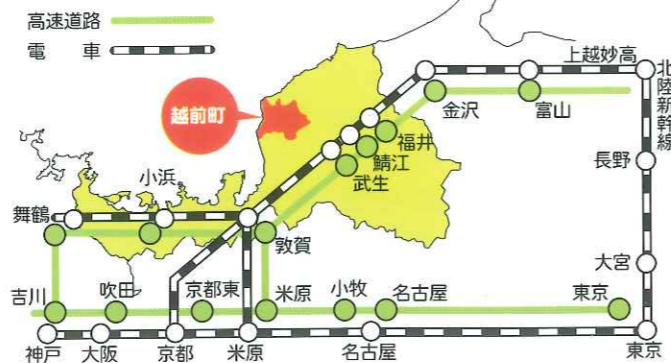 高速道路
電車
越前町
上越妙高
北陸新幹線
金沢
富山
福井
鯖江
武生
長野
小浜
舞鶴
敦賀
大宮
吉川
吹田
京都東
米原
小牧
名古屋
東京
神戸
大阪
京都
米原
名古屋
東京